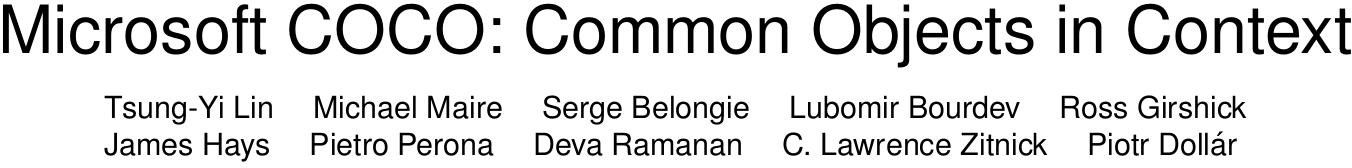 Microsoft COCO: Common Objects in Context
Tsung-Yi Lin Michael Maire Serge Belongie Lubomir Bourdev Ross Girshick
James Hays Pietro Perona Deva Ramanan C. Lawrence Zitnick Piotr Dollár